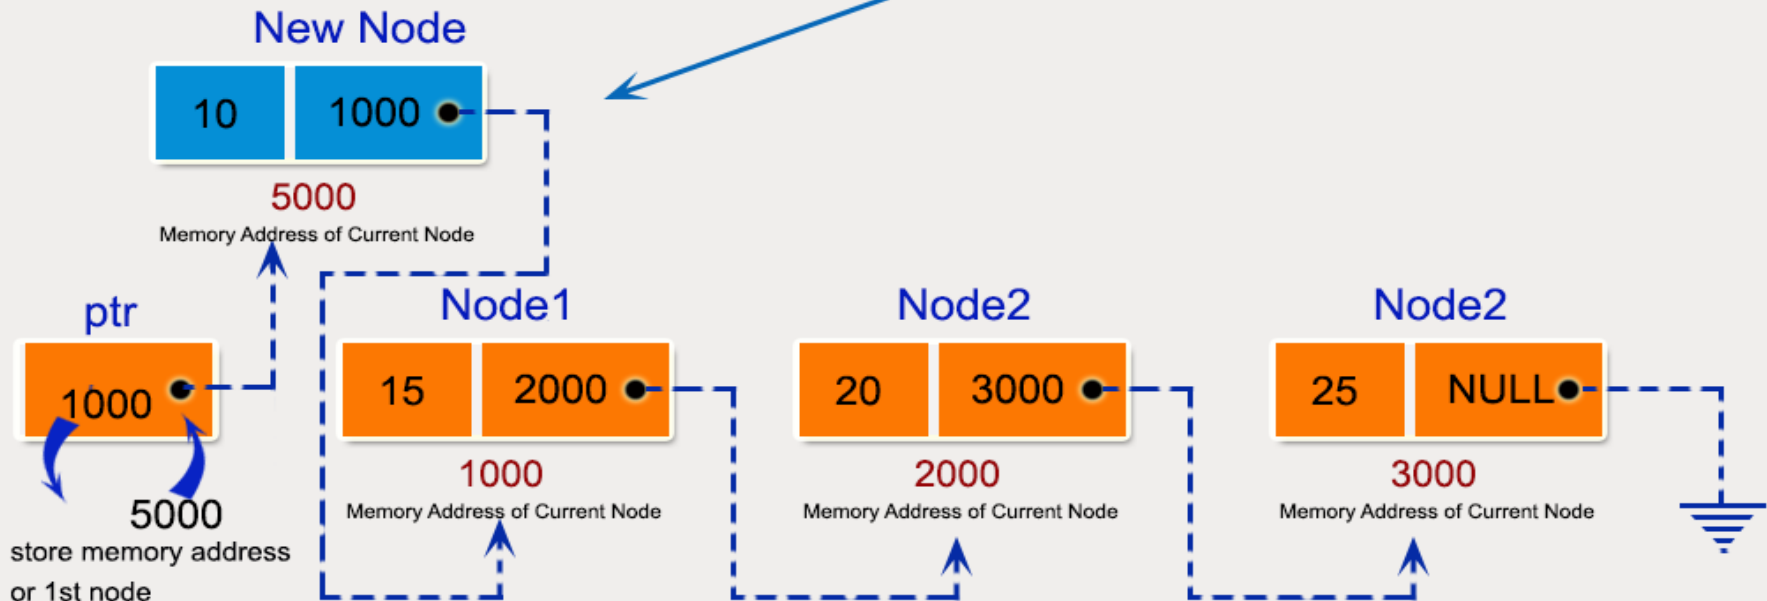 New Node
10 1000
5000
Memory Address of Current Node
ptr Node1 Node2 Node2
1000 15 2000 20 3000 25 NULL
1000 2000 3000
5000 Memory Address of Current Node Memory Address of Current Node Memory Address of Current Node
store memory address
or 1st node